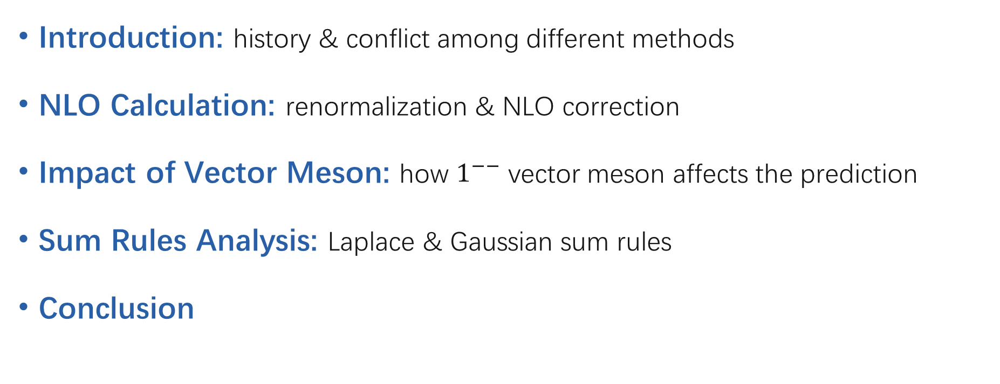 • Introduction: history & conflict among different methods
• NLO Calculation: renormalization & NLO correction
• Impact of Vector Meson: how 1⁻⁻ vector meson affects the prediction
• Sum Rules Analysis: Laplace & Gaussian sum rules
• Conclusion